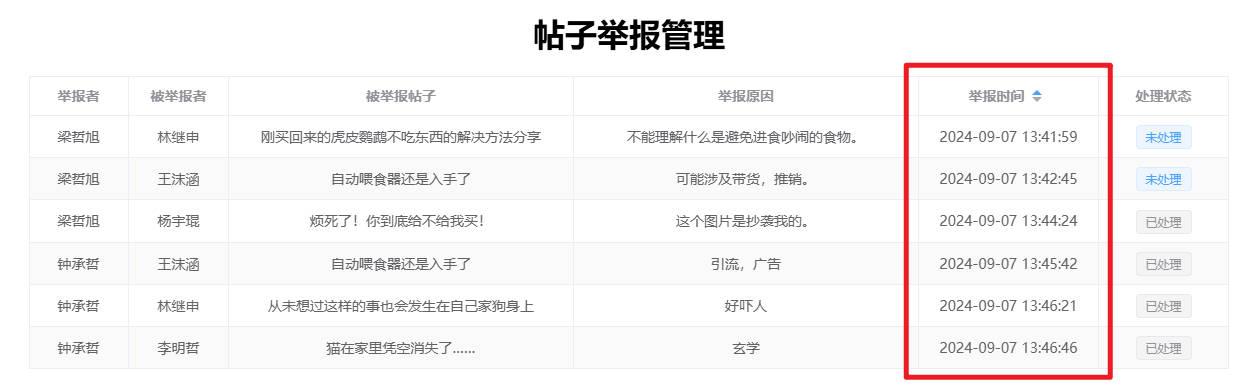 帖子举报管理
举报者 被举报者 被举报帖子 举报原因 举报时间 处理状态
梁哲旭 林继申 刚买回来的虎皮鹦鹉不吃东西的解决方法分享 不能理解什么是避免进食吵闹的食物。 2024-09-07 13:41:59 未处理
梁哲旭 王沫涵 自动喂食器还是入手了 可能涉及带货，推销。 2024-09-07 13:42:45 未处理
梁哲旭 杨宇琨 烦死了！你到底给不给我买！ 这个图片是抄袭我的。 2024-09-07 13:44:24 已处理
钟承哲 王沫涵 自动喂食器还是入手了 引流，广告 2024-09-07 13:45:42 已处理
钟承哲 林继申 从未想过这样的事也会发生在自己家狗身上 好吓人 2024-09-07 13:46:21 已处理
钟承哲 李明哲 猫在家里凭空消失了...... 玄学 2024-09-07 13:46:46 已处理